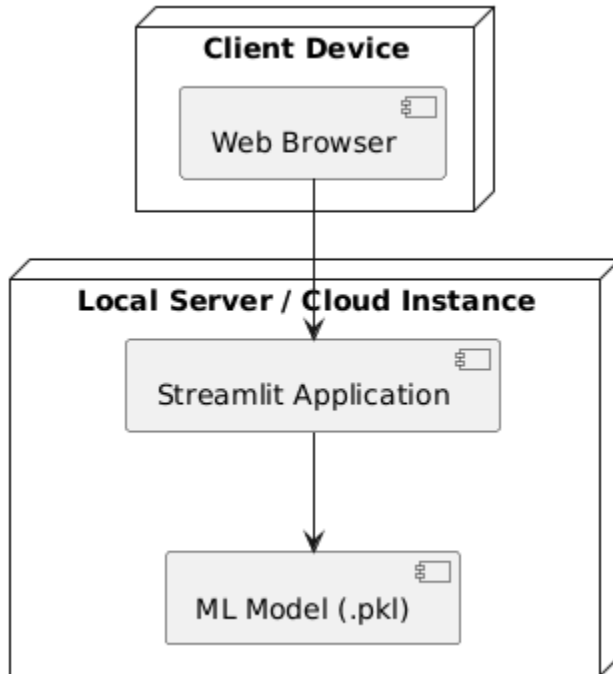 Client Device
Web Browser
Local Server / Cloud Instance
Streamlit Application
ML Model (.pkl)